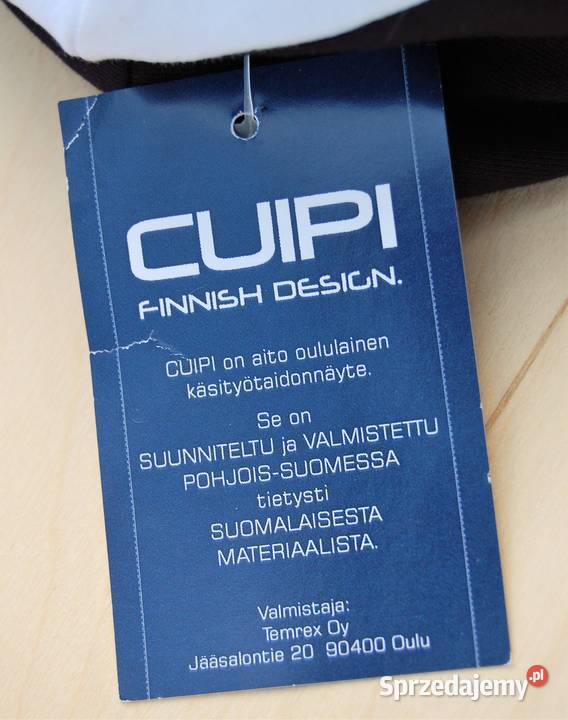 CUIPI
FINNISH DESIGN.
CUIPI on aito oululainen
käsityötaidonnäyte.
Se on
SUUNNITELTU ja VALMISTETTU
POHJOIS-SUOMESSA
tietysti
SUOMALAISESTA
MATERIAALISTA.
Valmistaja:
Temrex Oy
Jääsalontie 20 90400 Oulu
Sprzedajemy.pl